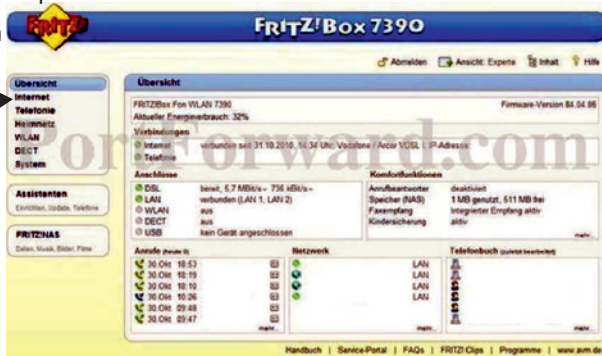 FRITZ!
FRITZ!Box 7390
Abmelden Ansicht: Experte Inhalt Hilfe
Übersicht
Internet
Telefonie
Heimnetz
WLAN
DECT
System
Assistenten
Einrichten, Update, Telefone
FRITZ!NAS
Daten, Musik, Bilder, Filme
Übersicht
FRITZ!Box Fon WLAN 7390 Firmware-Version 84.04.86
Aktueller Energieverbrauch: 32%
Verbindungen
Internet verbunden seit 31.10.2010, 14:34 Uhr, Vodafone / Arcor VDSL I, IP-Adresse:
Telefonie
Anschlüsse Komfortfunktionen
DSL bereit, 5,7 MBit/s~ 736 kBit/s~ Anrufbeantworter deaktiviert
LAN verbunden (LAN 1, LAN 2) Speicher (NAS) 1 MB genutzt, 511 MB frei
WLAN aus Faxempfang Integrierter Empfang aktiv
DECT aus Kindersicherung aktiv
USB kein Gerät angeschlossen mehr...
Anrufe (heute 0) Netzwerk Telefonbuch (zuletzt bearbeitet)
30.Okt 18:53 LAN
30.Okt 18:19 LAN
30.Okt 18:10 LAN
30.Okt 10:26 LAN
30.Okt 09:48
30.Okt 09:47
mehr... mehr... mehr...
Handbuch | Service-Portal | FAQs | FRITZ! Clips | Programme | www.avm.de
PortForward.com